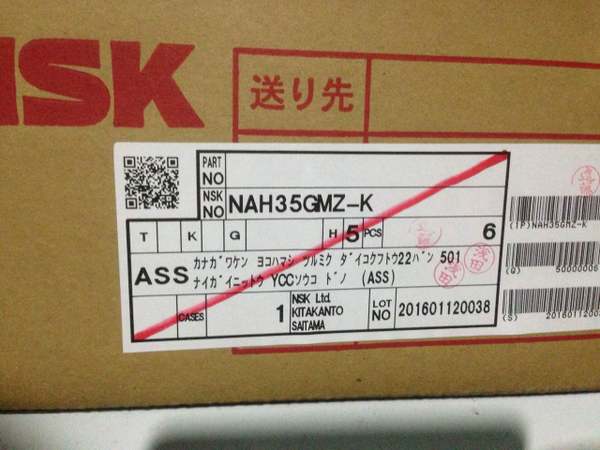 NSK
送り先
PART NO
NSK NO NAH35GMZ-K
T K G H 5 PCS 6
ASS カナガワケン ヨコハマシ ツルミク ダイコクフトウ22バン 501
ナイガイニットウ YCCソウコ ドノ (ASS)
CASES 1 NSK Ltd. KITAKANTO SAITAMA LOT NO 201601120038
(TP)NAH35GMZ-K
(Q) 50000006
(S) 2016011200